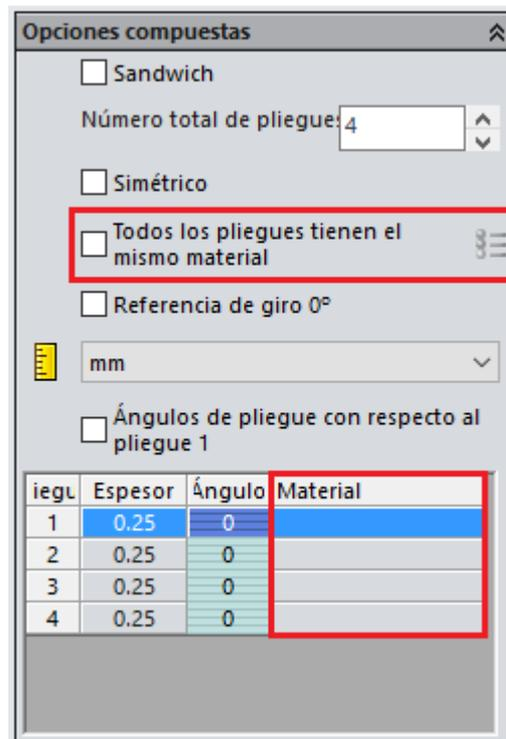 Opciones compuestas
Sandwich
Número total de pliegue:
4
Simétrico
Todos los pliegues tienen el
mismo material
Referencia de giro 0º
mm
Ángulos de pliegue con respecto al
pliegue 1
iegu Espesor Ángulo Material
1 0.25 0
2 0.25 0
3 0.25 0
4 0.25 0